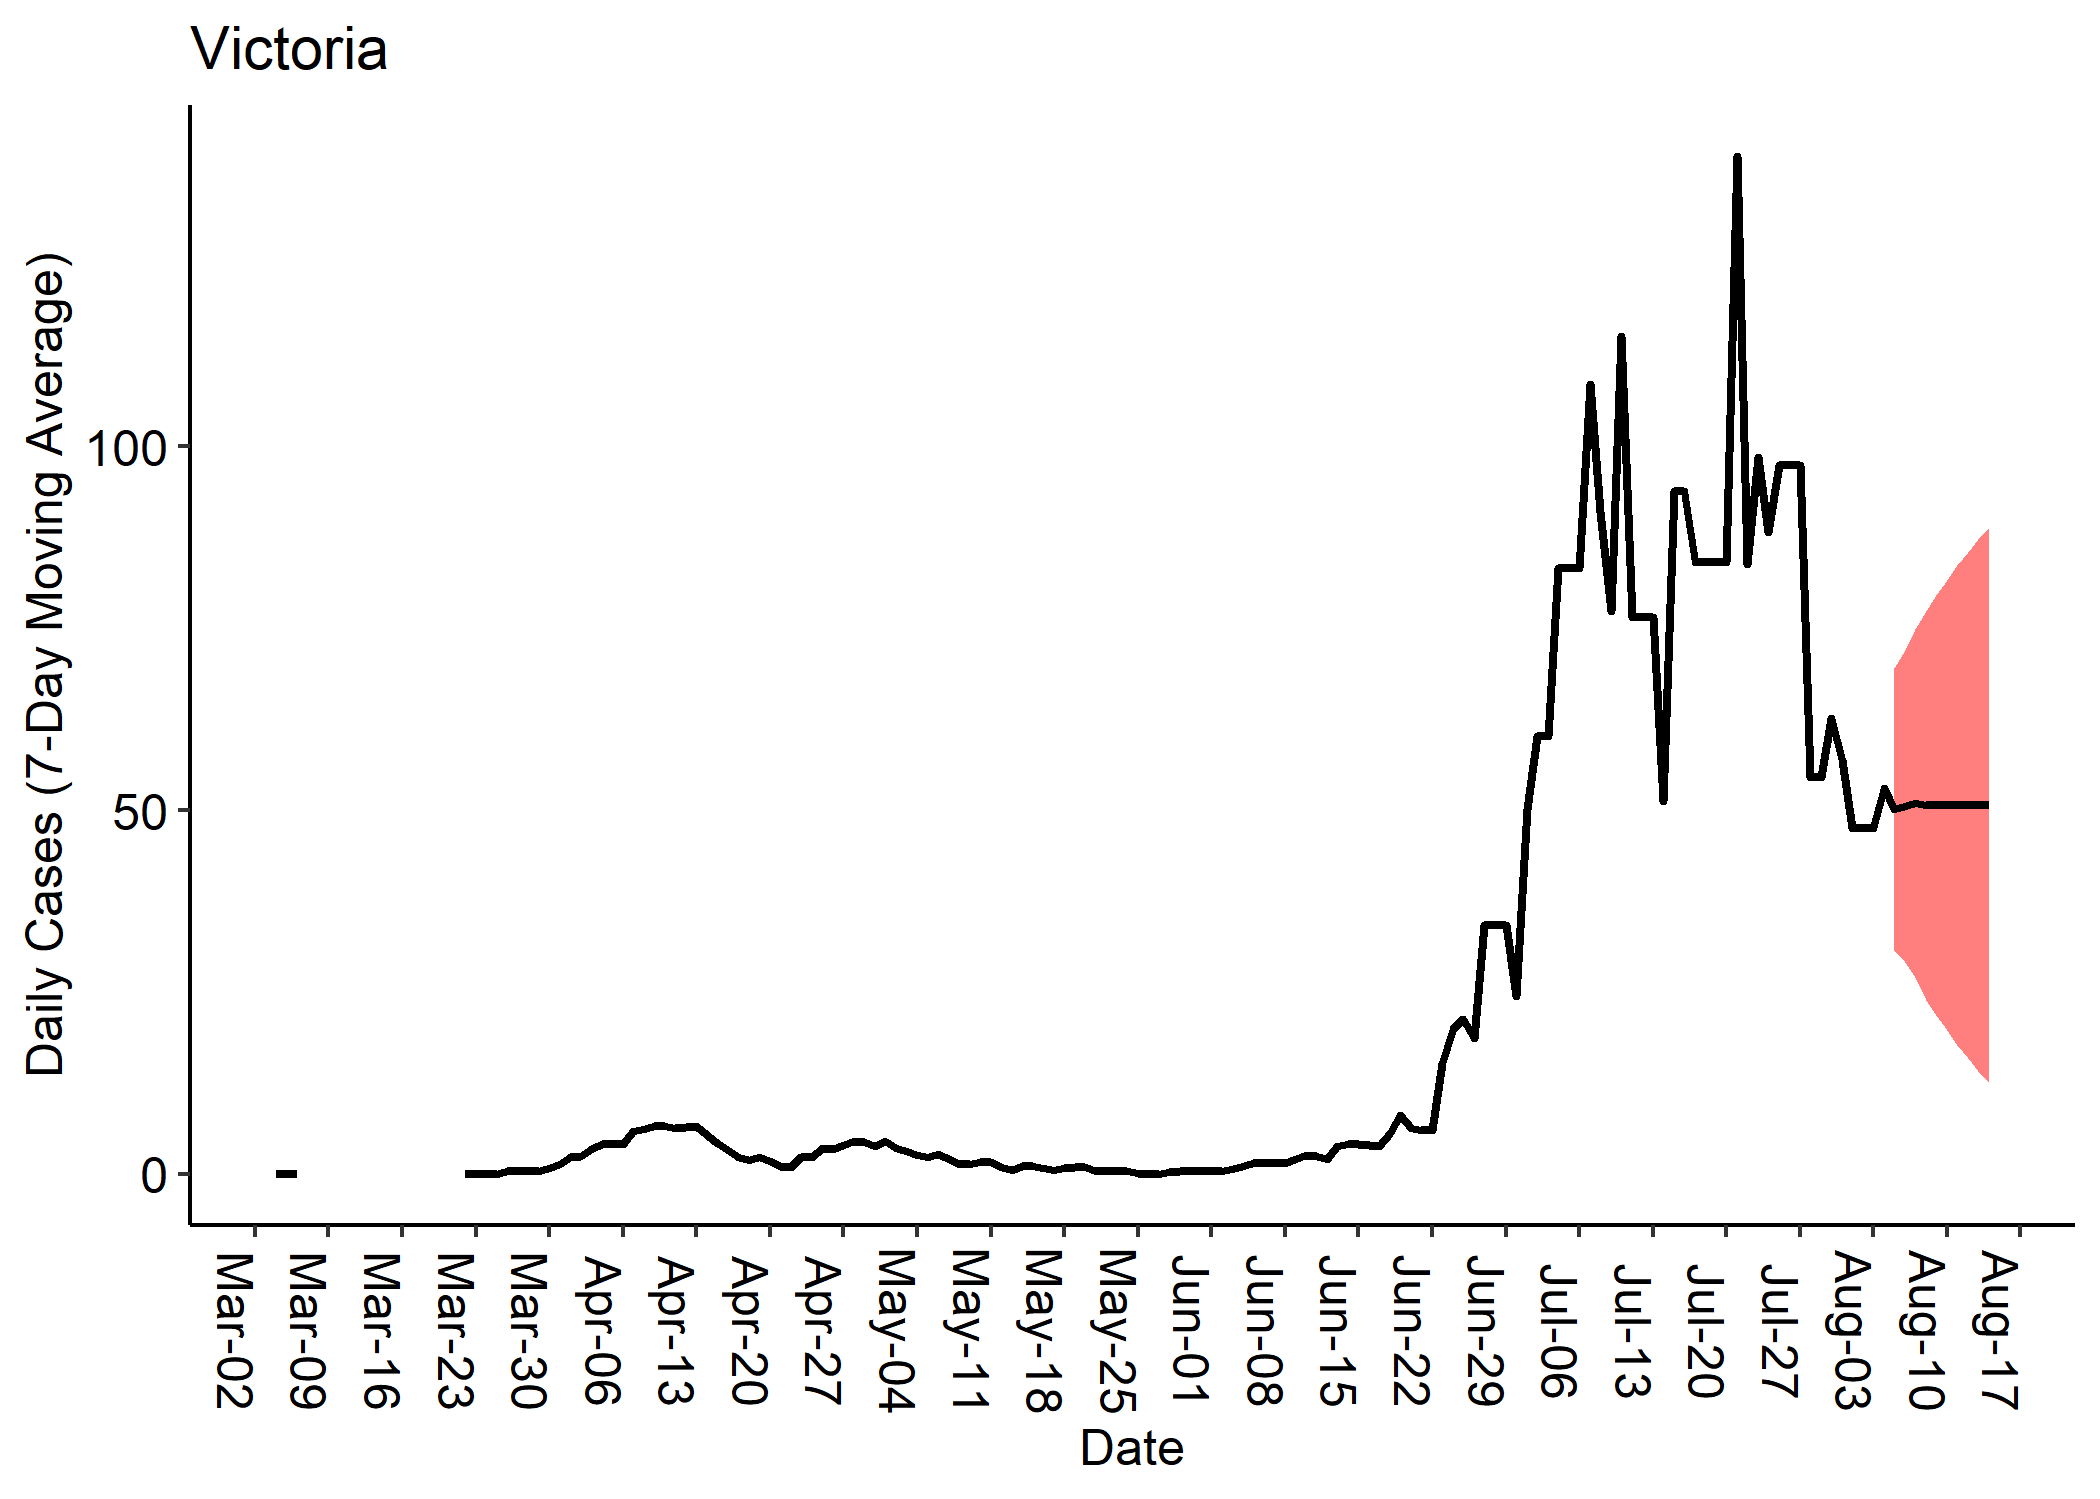 Victoria
Daily Cases (7-Day Moving Average)
100
50
0
Mar-02
Mar-09
Mar-16
Mar-23
Mar-30
Apr-06
Apr-13
Apr-20
Apr-27
May-04
May-11
May-18
May-25
Jun-01
Jun-08
Jun-15
Jun-22
Jun-29
Jul-06
Jul-13
Jul-20
Jul-27
Aug-03
Aug-10
Aug-17
Date